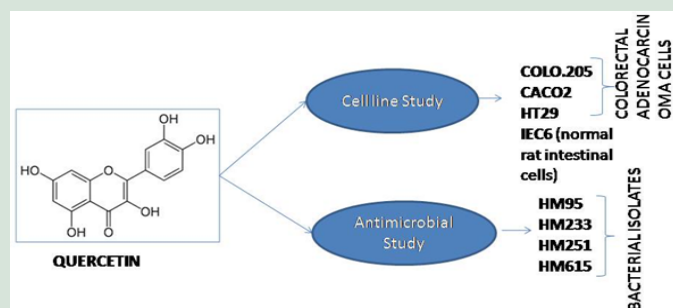 OH
OH
HO
O
OH
OH
O
QUERCETIN
Cell line Study
Antimicrobial
Study
COLO.205
CACO2
HT29
IEC6 (normal
rat intestinal
cells)
COLORECTAL
ADENOCARCIN
OMA CELLS
HM95
HM233
HM251
HM615
BACTERIAL ISOLATES